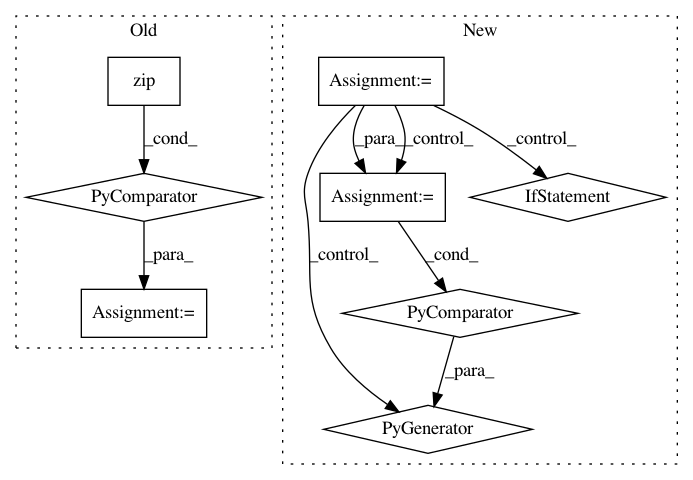 Old
New
zip
Assignment:=
_cond_
_para_
_control_
_control_
PyComparator
Assignment:=
IfStatement
_para_
_control_
_cond_
Assignment:=
PyComparator
_para_
PyGenerator